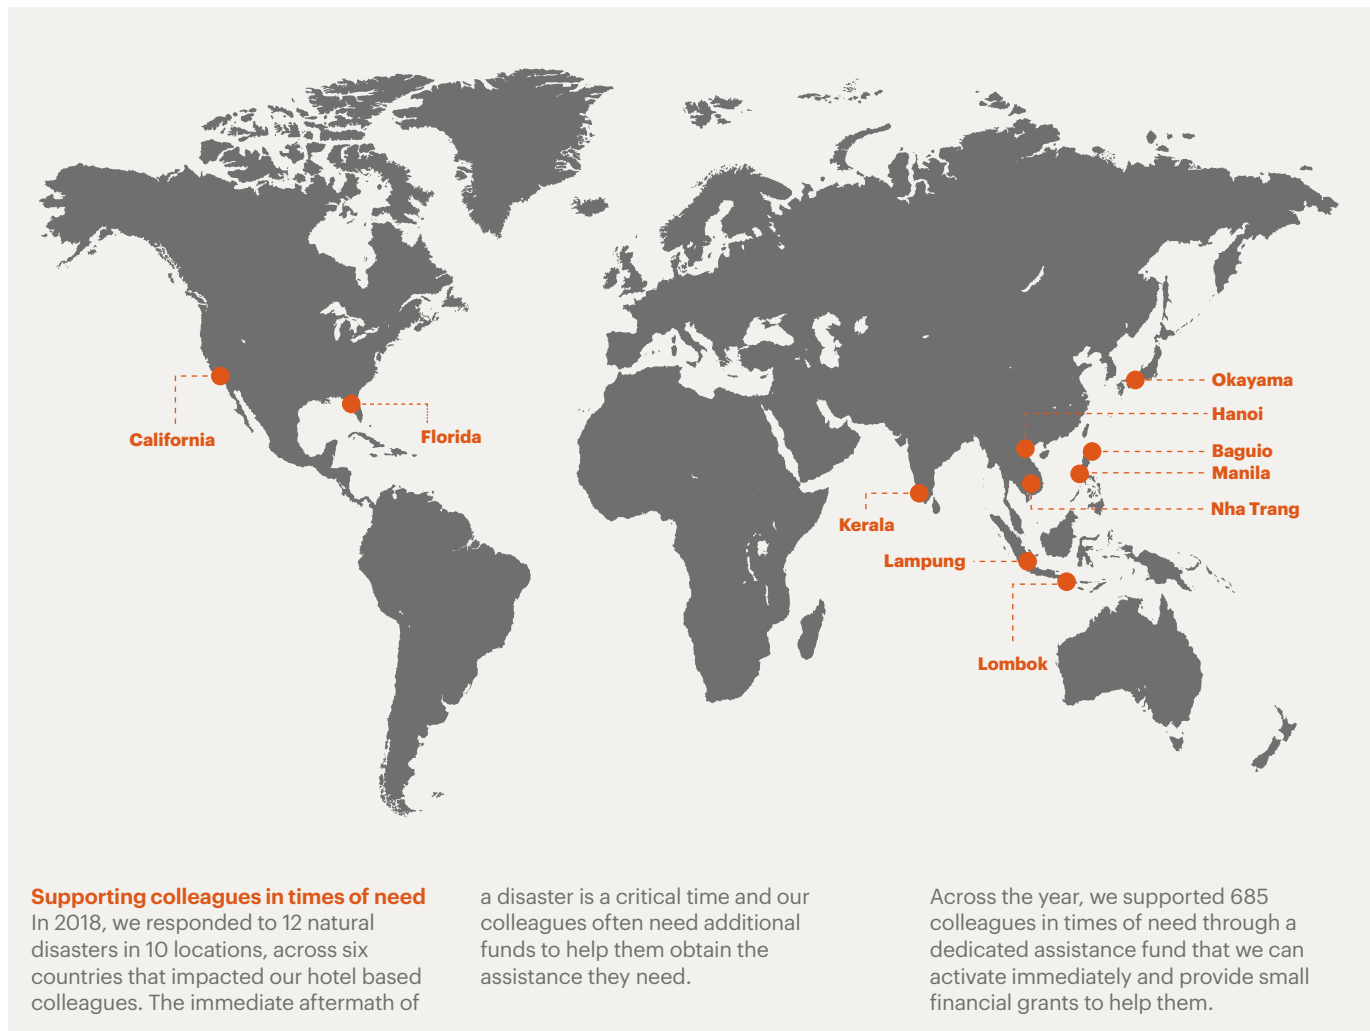 Okayama
Hanoi
California
Florida
Baguio
Manila
Kerala
Nha Trang
Lampung
Lombok
Supporting colleagues in times of need
In 2018, we responded to 12 natural
disasters in 10 locations, across six
countries that impacted our hotel based
colleagues. The immediate aftermath of
a disaster is a critical time and our
colleagues often need additional
funds to help them obtain the
assistance they need.
Across the year, we supported 685
colleagues in times of need through a
dedicated assistance fund that we can
activate immediately and provide small
financial grants to help them.